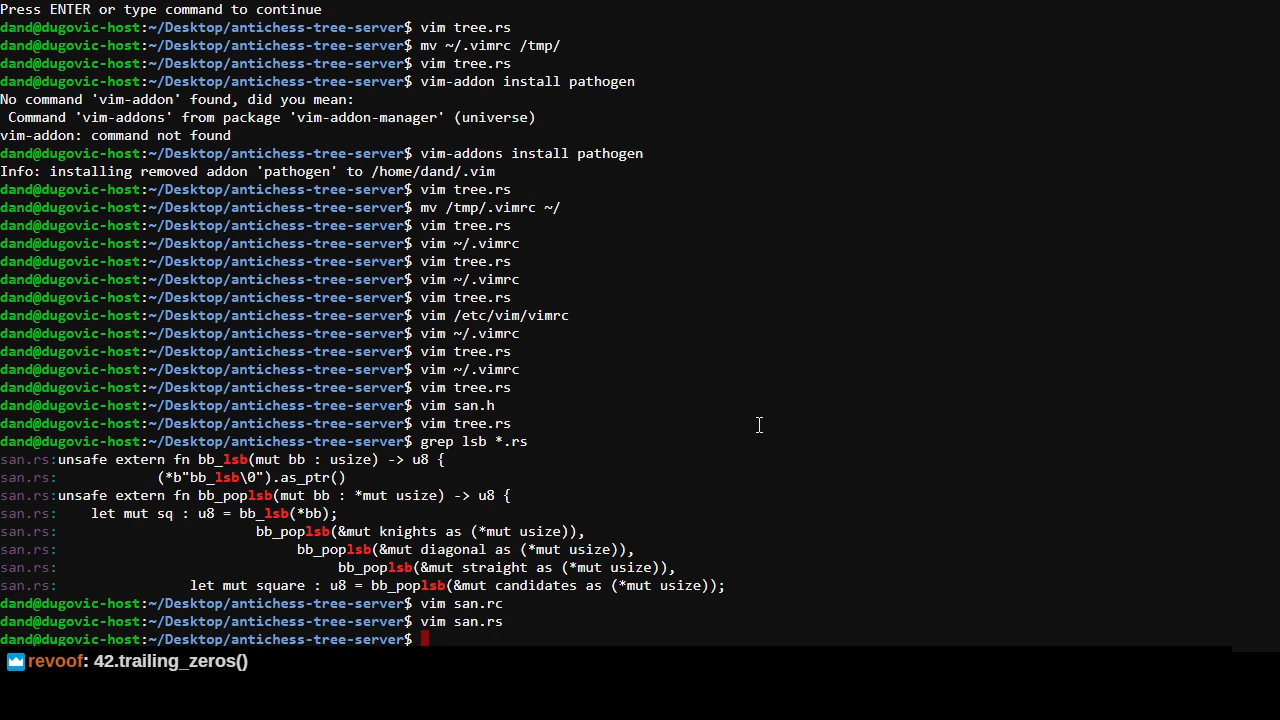 Press ENTER or type command to continue
dand@dugovic-host:~/Desktop/antichess-tree-server$ vim tree.rs
dand@dugovic-host:~/Desktop/antichess-tree-server$ mv ~/.vimrc /tmp/
dand@dugovic-host:~/Desktop/antichess-tree-server$ vim tree.rs
dand@dugovic-host:~/Desktop/antichess-tree-server$ vim-addon install pathogen
No command 'vim-addon' found, did you mean:
 Command 'vim-addons' from package 'vim-addon-manager' (universe)
vim-addon: command not found
dand@dugovic-host:~/Desktop/antichess-tree-server$ vim-addons install pathogen
Info: installing removed addon 'pathogen' to /home/dand/.vim
dand@dugovic-host:~/Desktop/antichess-tree-server$ vim tree.rs
dand@dugovic-host:~/Desktop/antichess-tree-server$ mv /tmp/.vimrc ~/
dand@dugovic-host:~/Desktop/antichess-tree-server$ vim tree.rs
dand@dugovic-host:~/Desktop/antichess-tree-server$ vim ~/.vimrc
dand@dugovic-host:~/Desktop/antichess-tree-server$ vim tree.rs
dand@dugovic-host:~/Desktop/antichess-tree-server$ vim ~/.vimrc
dand@dugovic-host:~/Desktop/antichess-tree-server$ vim tree.rs
dand@dugovic-host:~/Desktop/antichess-tree-server$ vim /etc/vim/vimrc
dand@dugovic-host:~/Desktop/antichess-tree-server$ vim ~/.vimrc
dand@dugovic-host:~/Desktop/antichess-tree-server$ vim tree.rs
dand@dugovic-host:~/Desktop/antichess-tree-server$ vim ~/.vimrc
dand@dugovic-host:~/Desktop/antichess-tree-server$ vim tree.rs
dand@dugovic-host:~/Desktop/antichess-tree-server$ vim san.h
dand@dugovic-host:~/Desktop/antichess-tree-server$ vim tree.rs
dand@dugovic-host:~/Desktop/antichess-tree-server$ grep lsb *.rs
san.rs:unsafe extern fn bb_lsb(mut bb : usize) -> u8 {
san.rs:            (*b"bb_lsb\0").as_ptr()
san.rs:unsafe extern fn bb_poplsb(mut bb : *mut usize) -> u8 {
san.rs:    let mut sq : u8 = bb_lsb(*bb);
san.rs:                        bb_poplsb(&mut knights as (*mut usize)),
san.rs:                             bb_poplsb(&mut diagonal as (*mut usize)),
san.rs:                                  bb_poplsb(&mut straight as (*mut usize)),
san.rs:                let mut square : u8 = bb_poplsb(&mut candidates as (*mut usize));
dand@dugovic-host:~/Desktop/antichess-tree-server$ vim san.rc
dand@dugovic-host:~/Desktop/antichess-tree-server$ vim san.rs
dand@dugovic-host:~/Desktop/antichess-tree-server$
revoof: 42.trailing_zeros()